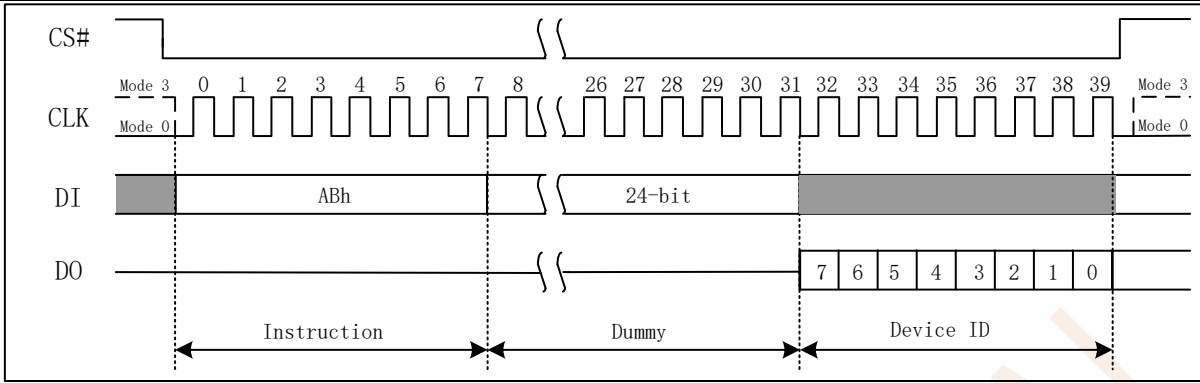 CS#
Mode 3 0 1 2 3 4 5 6 7 8 26 27 28 29 30 31 32 33 34 35 36 37 38 39 Mode 3
CLK
Mode 0 Mode 0
DI ABh 24-bit
DO 7 6 5 4 3 2 1 0
Instruction Dummy Device ID